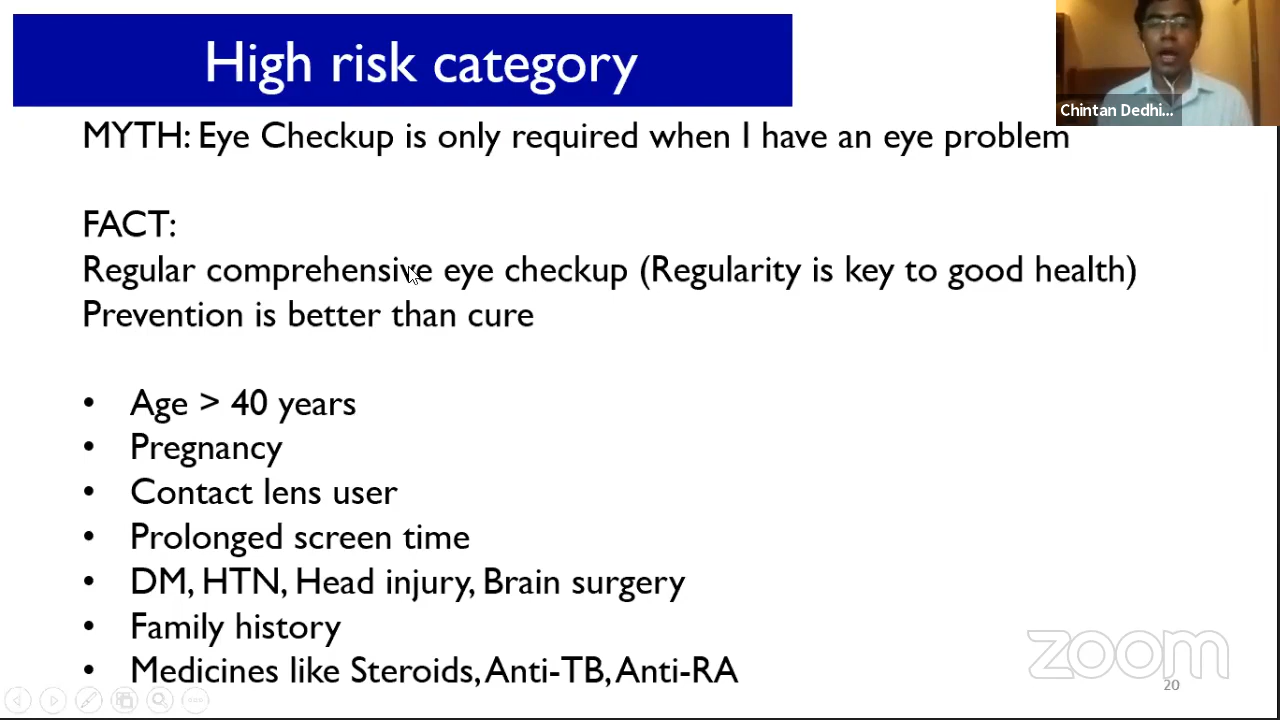 High risk category
Chintan Dedhi...
MYTH: Eye Checkup is only required when I have an eye problem
FACT:
Regular comprehensive eye checkup (Regularity is key to good health)
Prevention is better than cure
• Age > 40 years
• Pregnancy
• Contact lens user
• Prolonged screen time
• DM, HTN, Head injury, Brain surgery
• Family history
• Medicines like Steroids, Anti-TB, Anti-RA
zoom
20